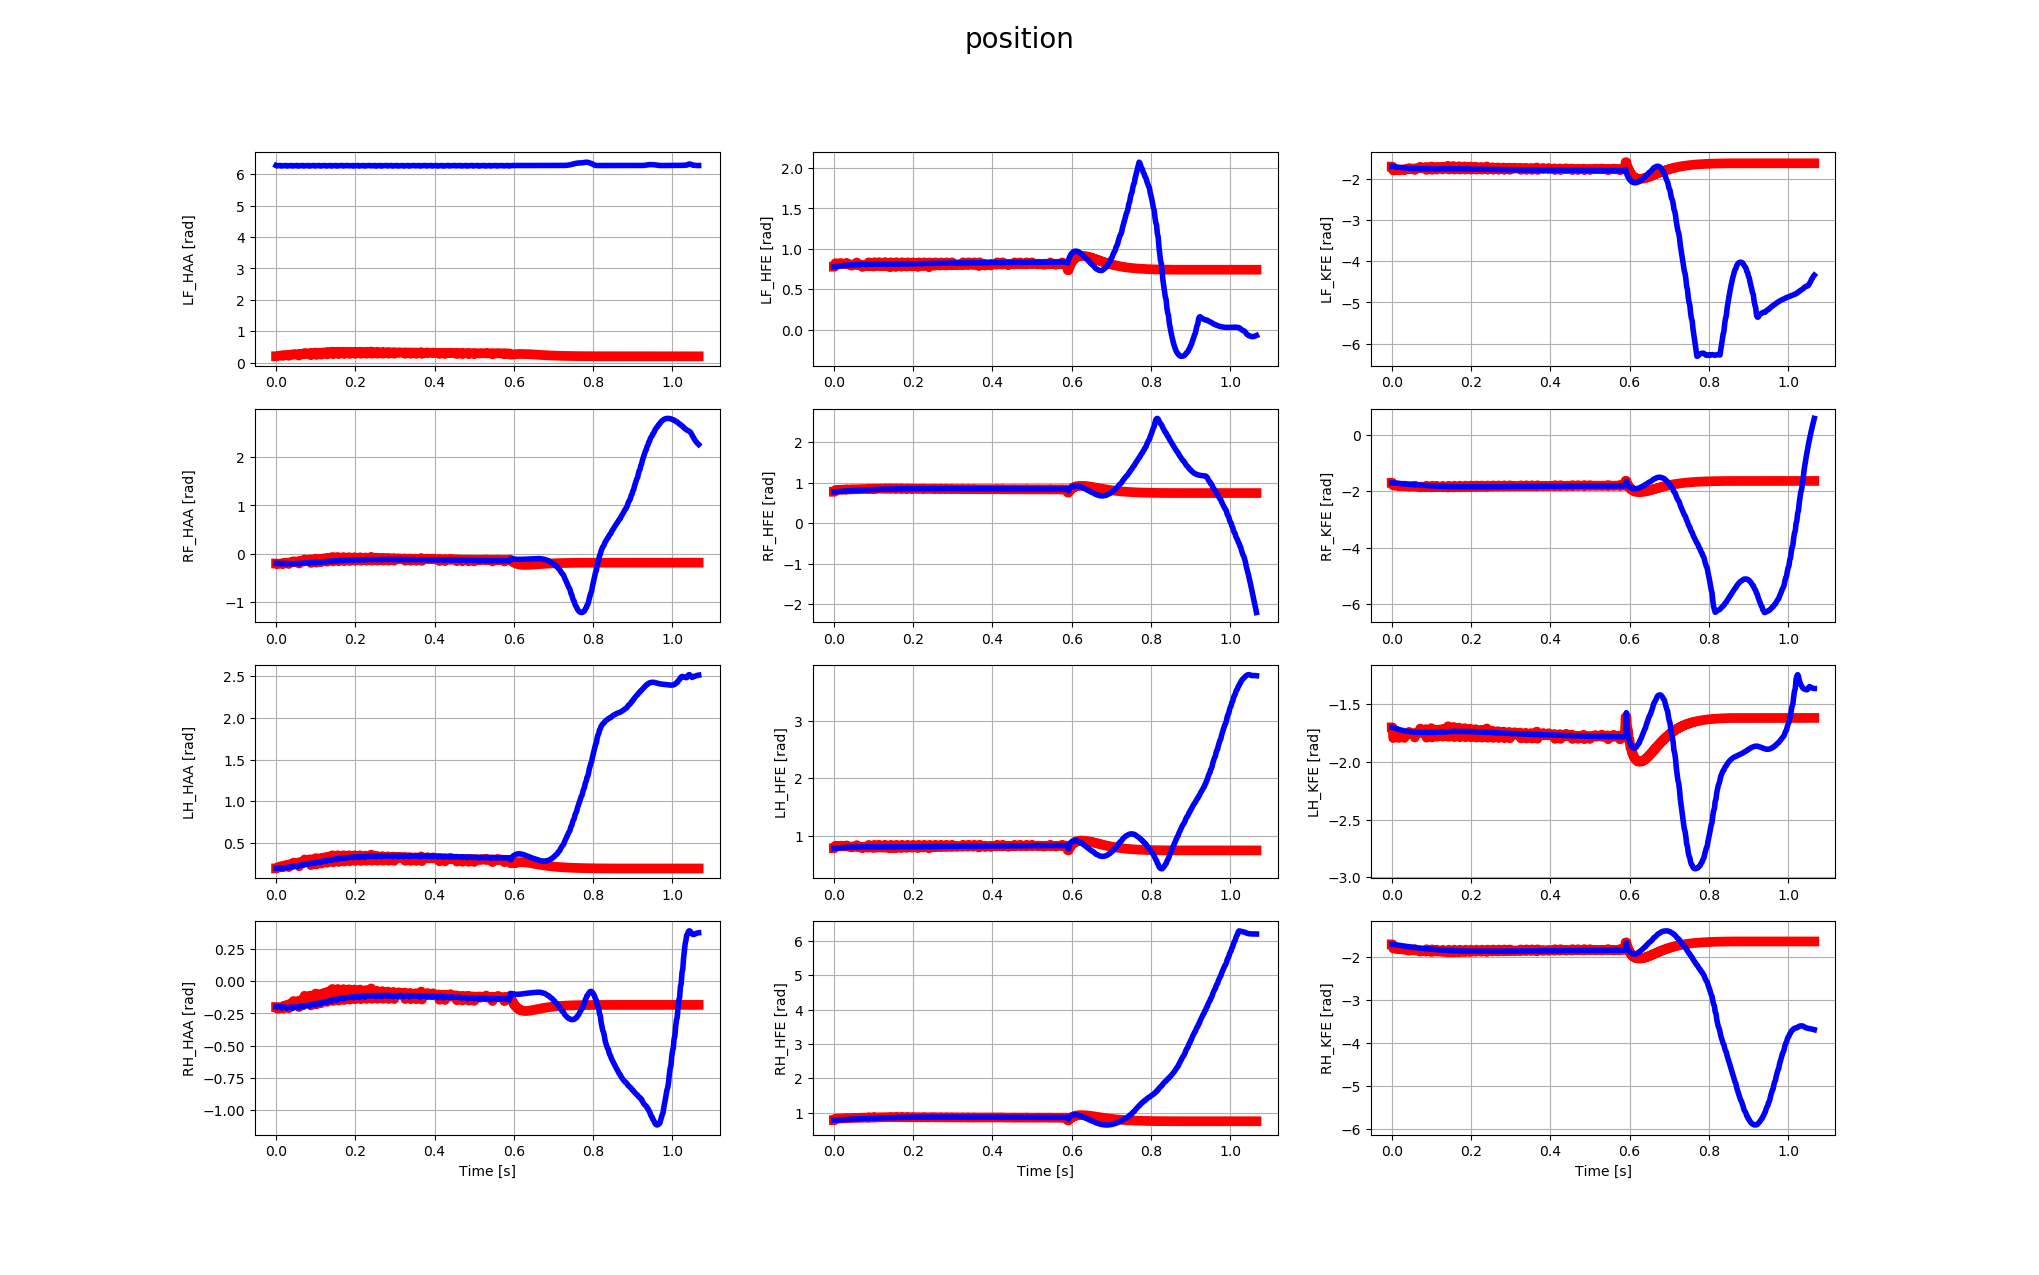 position
LF_HAA [rad]
6
5
4
3
2
1
0
0.0 0.2 0.4 0.6 0.8 1.0
LF_HFE [rad]
2.0
1.5
1.0
0.5
0.0
0.0 0.2 0.4 0.6 0.8 1.0
LF_KFE [rad]
−2
−3
−4
−5
−6
0.0 0.2 0.4 0.6 0.8 1.0
RF_HAA [rad]
2
1
0
−1
0.0 0.2 0.4 0.6 0.8 1.0
RF_HFE [rad]
2
1
0
−1
−2
0.0 0.2 0.4 0.6 0.8 1.0
RF_KFE [rad]
0
−2
−4
−6
0.0 0.2 0.4 0.6 0.8 1.0
LH_HAA [rad]
2.5
2.0
1.5
1.0
0.5
0.0 0.2 0.4 0.6 0.8 1.0
LH_HFE [rad]
3
2
1
0.0 0.2 0.4 0.6 0.8 1.0
LH_KFE [rad]
−1.5
−2.0
−2.5
−3.0
0.0 0.2 0.4 0.6 0.8 1.0
RH_HAA [rad]
0.25
0.00
−0.25
−0.50
−0.75
−1.00
0.0 0.2 0.4 0.6 0.8 1.0
Time [s]
RH_HFE [rad]
6
5
4
3
2
1
0.0 0.2 0.4 0.6 0.8 1.0
Time [s]
RH_KFE [rad]
−2
−3
−4
−5
−6
0.0 0.2 0.4 0.6 0.8 1.0
Time [s]